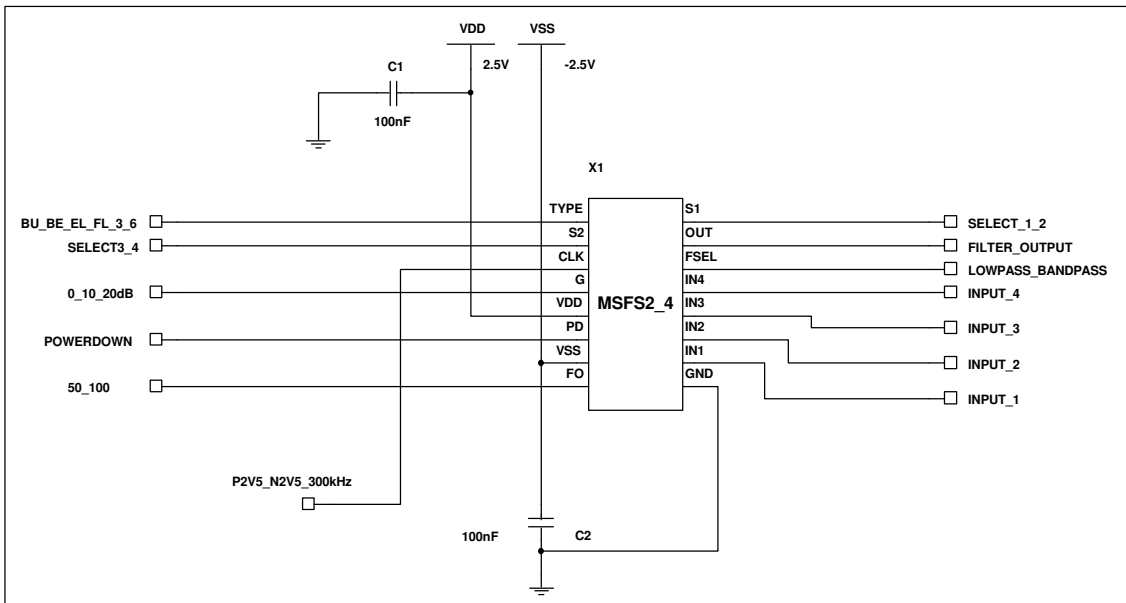 VDD VSS
2.5V -2.5V
C1
100nF
X1
TYPE S1
BU_BE_EL_FL_3_6 SELECT_1_2
S2 OUT
SELECT3_4 FILTER_OUTPUT
CLK FSEL
LOWPASS_BANDPASS
G IN4
0_10_20dB INPUT_4
MSFS2_4
VDD IN3
INPUT_3
PD IN2
POWERDOWN
VSS IN1
INPUT_2
FO GND
50_100
INPUT_1
P2V5_N2V5_300kHz
100nF C2